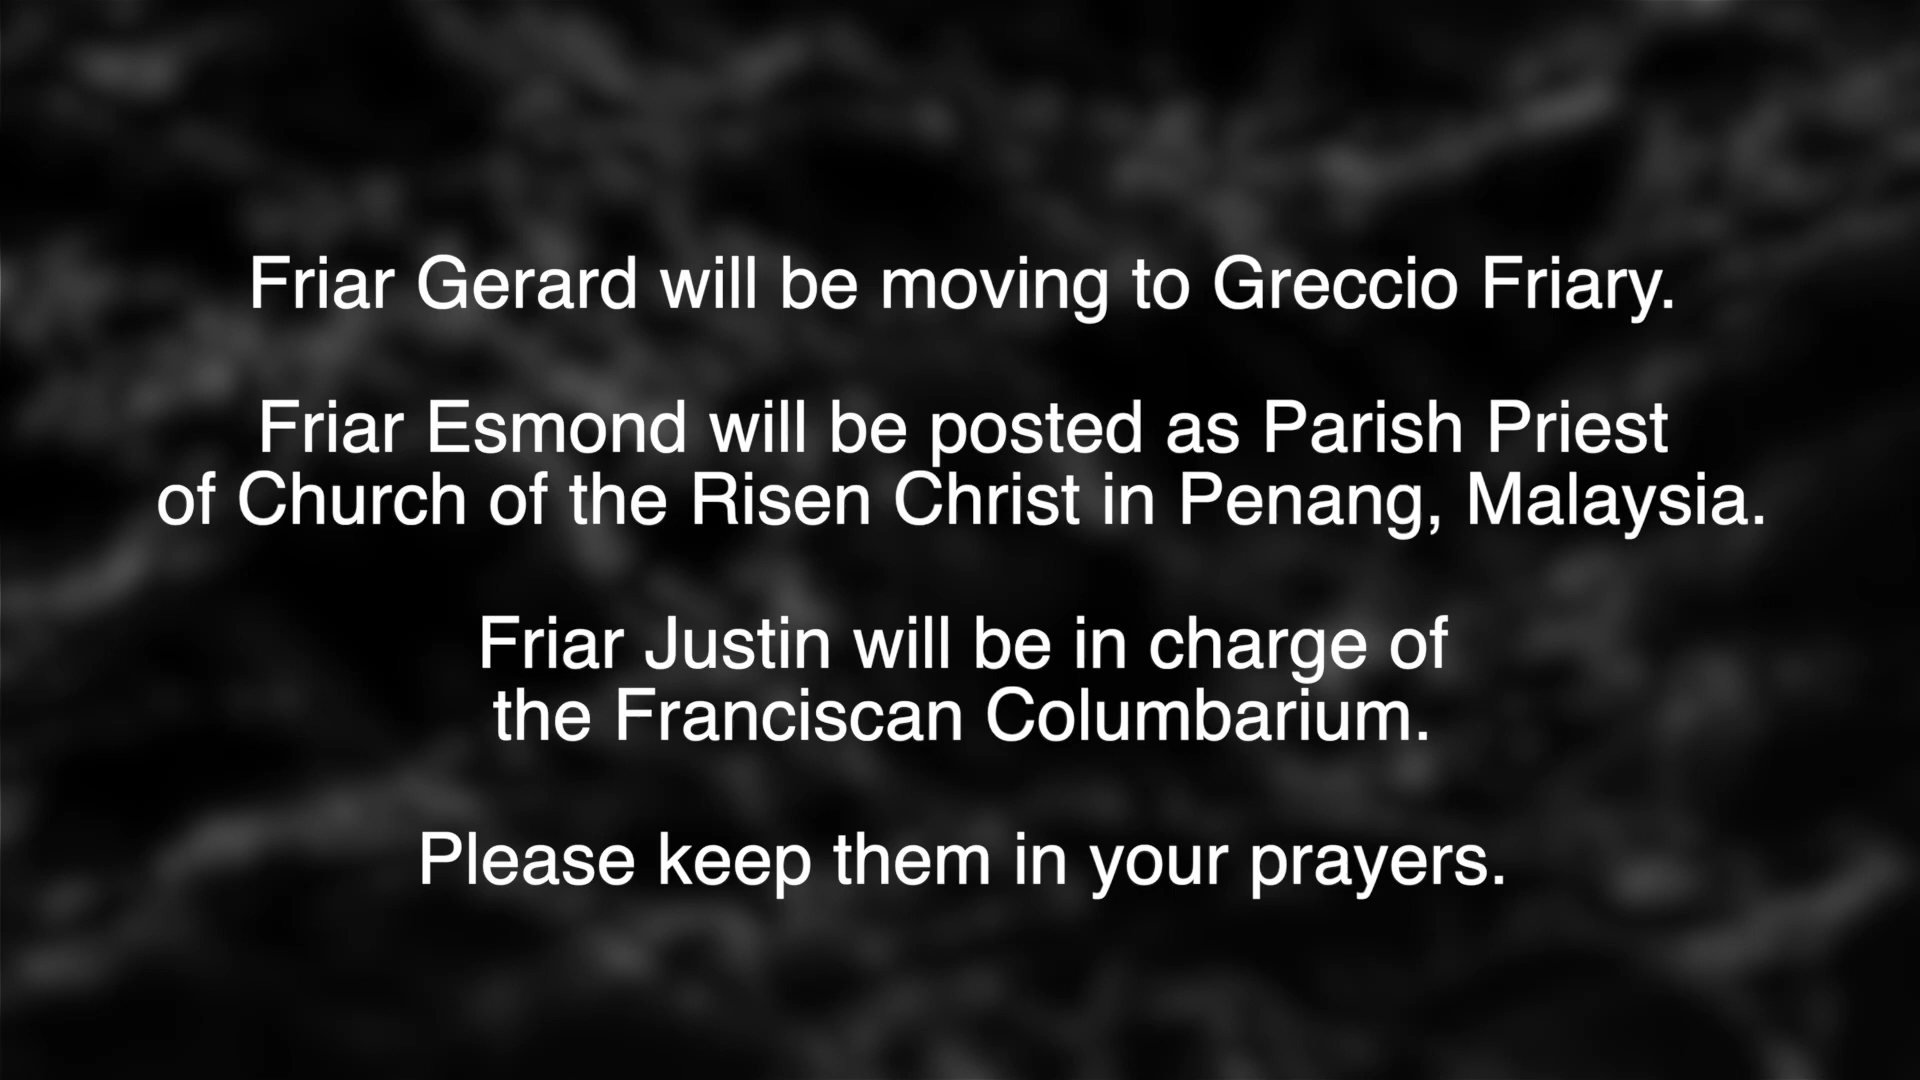 Friar Gerard will be moving to Greccio Friary.
Friar Esmond will be posted as Parish Priest
of Church of the Risen Christ in Penang, Malaysia.
Friar Justin will be in charge of
the Franciscan Columbarium.
Please keep them in your prayers.